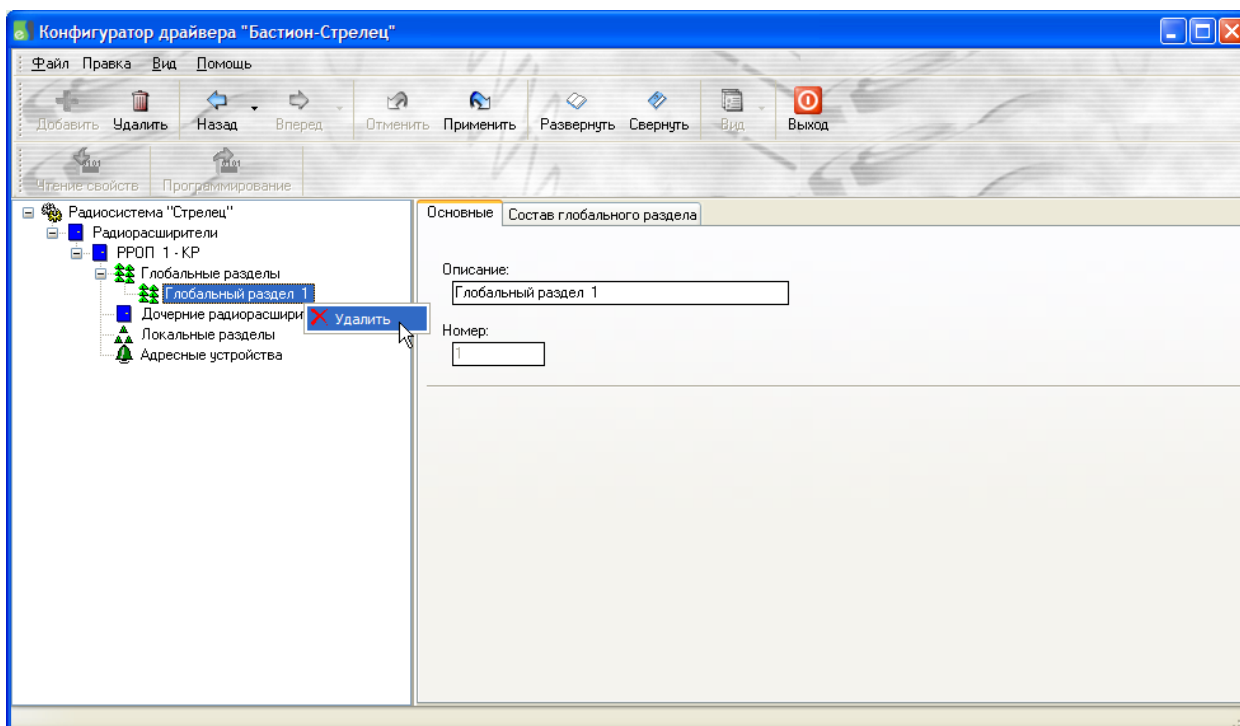 Конфигуратор драйвера "Бастион-Стрелец"
Файл Правка Вид Помощь
Добавить Удалить Назад Вперед Отменить Применить Развернуть Свернуть Вид Выход
Чтение свойств Программирование
Радиосистема "Стрелец"
Радиорасширители
РРОП 1 - КР
Глобальные разделы
Глобальный раздел 1
Дочерние радиорасшири
Локальные разделы
Адресные устройства
Удалить
Основные Состав глобального раздела
Описание:
Глобальный раздел 1
Номер:
1